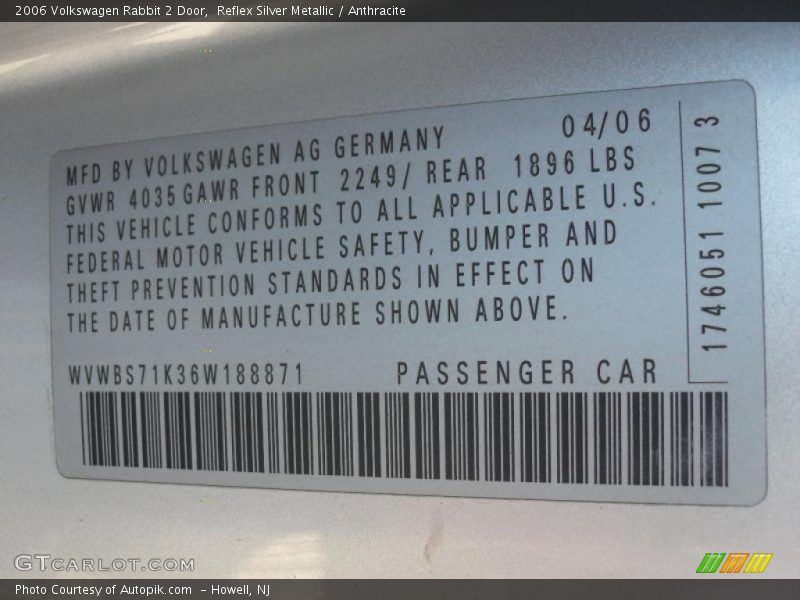 2006 Volkswagen Rabbit 2 Door,  Reflex Silver Metallic / Anthracite
MFD BY VOLKSWAGEN AG GERMANY 04/06
GVWR 4035 GAWR FRONT 2249/ REAR 1896 LBS
THIS VEHICLE CONFORMS TO ALL APPLICABLE U.S.
FEDERAL MOTOR VEHICLE SAFETY, BUMPER AND
THEFT PREVENTION STANDARDS IN EFFECT ON
THE DATE OF MANUFACTURE SHOWN ABOVE.
1746051 1007 3
WVWBS71K36W188871 PASSENGER CAR
GTCARLOT.COM
Photo Courtesy of Autopik.com  - Howell, NJ